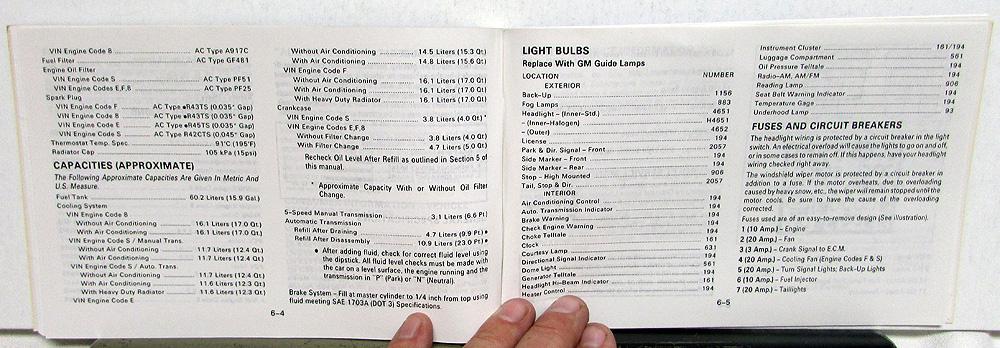 VIN Engine Code 8 ........ AC Type A917C
Fuel Filter ........ AC Type GF481
Engine Oil Filter
VIN Engine Code S ........ AC Type PF51
VIN Engine Codes E,F,8 ........ AC Type PF25
Spark Plug
VIN Engine Code F ........ AC Type •R43TS (0.035" Gap)
VIN Engine Code 8 ........ AC Type •R43TS (0.035" Gap)
VIN Engine Code E ........ AC Type •R45TS (0.035" Gap)
VIN Engine Code S ........ AC Type R42CTS (0.045" Gap)
Thermostat Temp. Spec. ........ 91°C (195°F)
Radiator Cap ........ 105 kPa (15psi)
CAPACITIES (APPROXIMATE)
The Following Approximate Capacities Are Given In Metric And
U.S. Measure.
Fuel Tank ........ 60.2 Liters (15.9 Gal.)
Cooling System
VIN Engine Code 8
Without Air Conditioning ........ 16.1 Liters (17.0 Qt)
With Air Conditioning ........ 16.1 Liters (17.0 Qt)
VIN Engine Code S / Manual Trans.
Without Air Conditioning ........ 11.7 Liters (12.4 Qt)
With Air Conditioning ........ 11.7 Liters (12.4 Qt)
VIN Engine Code S / Auto. Trans.
Without Air Conditioning ........ 11.7 Liters (12.4 Qt)
With Air Conditioning ........ 11.6 Liters (12.3 Qt)
With Heavy Duty Radiator ........ 11.6 Liters (12.3 Qt)
VIN Engine Code E
Without Air Conditioning ........ 14.5 Liters (15.3 Qt)
With Air Conditioning ........ 14.8 Liters (15.6 Qt)
VIN Engine Code F
Without Air Conditioning ........ 16.1 Liters (17.0 Qt)
With Air Conditioning ........ 16.1 Liters (17.0 Qt)
With Heavy Duty Radiator ........ 16.1 Liters (17.0 Qt)
Crankcase
VIN Engine Code S ........ 3.8 Liters (4.0 Qt)*
VIN Engine Codes E,F,8
Without Filter Change ........ 3.8 Liters (4.0 Qt)
With Filter Change ........ 4.7 Liters (5.0 Qt)
Recheck Oil Level After Refill as outlined in Section 5 of
this manual.
* Approximate Capacity With or Without Oil Filter
Change.
5-Speed Manual Transmission ........ 3.1 Liters (6.6 Pt)
Automatic Transmission
Refill After Draining ........ 4.7 Liters (9.9 Pt) •
Refill After Disassembly ........ 10.9 Liters (23.0 Pt) •
• After adding fluid, check for correct fluid level using
the dipstick. All fluid level checks must be made with
the car on a level surface, the engine running and the
transmission in "P" (Park) or "N" (Neutral).
Brake System – Fill at master cylinder to 1/4 inch from top using
fluid meeting SAE 1703A (DOT 3) Specifications.
6-4
LIGHT BULBS
Replace With GM Guide Lamps
LOCATION NUMBER
EXTERIOR
Back-Up ........ 1156
Fog Lamps ........ 883
Headlight – (Inner-Std.) ........ 4651
– (Inner-Halogen) ........ H4651
– (Outer) ........ 4652
License ........ 194
Park & Dir. Signal – Front ........ 2057
Side Marker – Front ........ 194
Side Marker – Rear ........ 194
Stop – High Mounted ........ 906
Tail, Stop & Dir. ........ 2057
INTERIOR
Air Conditioning Control ........ 194
Auto. Transmission Indicator ........ 194
Brake Warning ........ 194
Check Engine Warning ........ 194
Choke Telltale ........ 194
Clock ........ 161
Courtesy Lamp ........ 631
Directional Signal Indicator ........ 194
Dome Light ........ 561
Generator Telltale ........ 194
Headlight Hi-Beam Indicator ........ 161
Heater Control ........ 194
Instrument Cluster ........ 161/194
Luggage Compartment ........ 561
Oil Pressure Telltale ........ 194
Radio–AM, AM/FM ........ 194
Reading Lamp ........ 906
Seat Belt Warning Indicator ........ 194
Temperature Gage ........ 194
Underhood Lamp ........ 93
FUSES AND CIRCUIT BREAKERS
The headlight wiring is protected by a circuit breaker in the light
switch. An electrical overload will cause the lights to go on and off,
or in some cases to remain off. If this happens, have your headlight
wiring checked right away.
The windshield wiper motor is protected by a circuit breaker in
addition to a fuse. If the motor overheats, due to overloading
caused by heavy snow, etc., the wiper will remain stopped until the
motor cools. Be sure to have the cause of the overloading
corrected.
Fuses used are of an easy-to-remove design (See illustration).
1 (10 Amp.) – Engine
2 (20 Amp.) – Fan
3 (3 Amp.) – Crank Signal to E.C.M.
4 (20 Amp.) – Cooling Fan (Engine Codes F & S)
5 (20 Amp.) – Turn Signal Lights; Back-Up Lights
6 (10 Amp.) – Fuel Injector
7 (20 Amp.) – Taillights
6-5